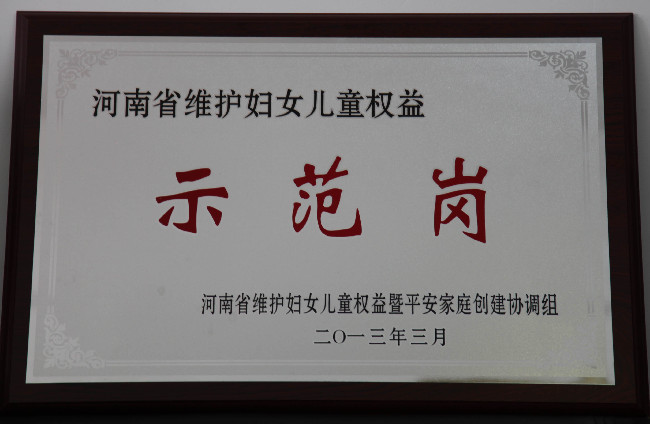 河南省维护妇女儿童权益
示范岗
河南省维护妇女儿童权益暨平安家庭创建协调组
二〇一三年三月